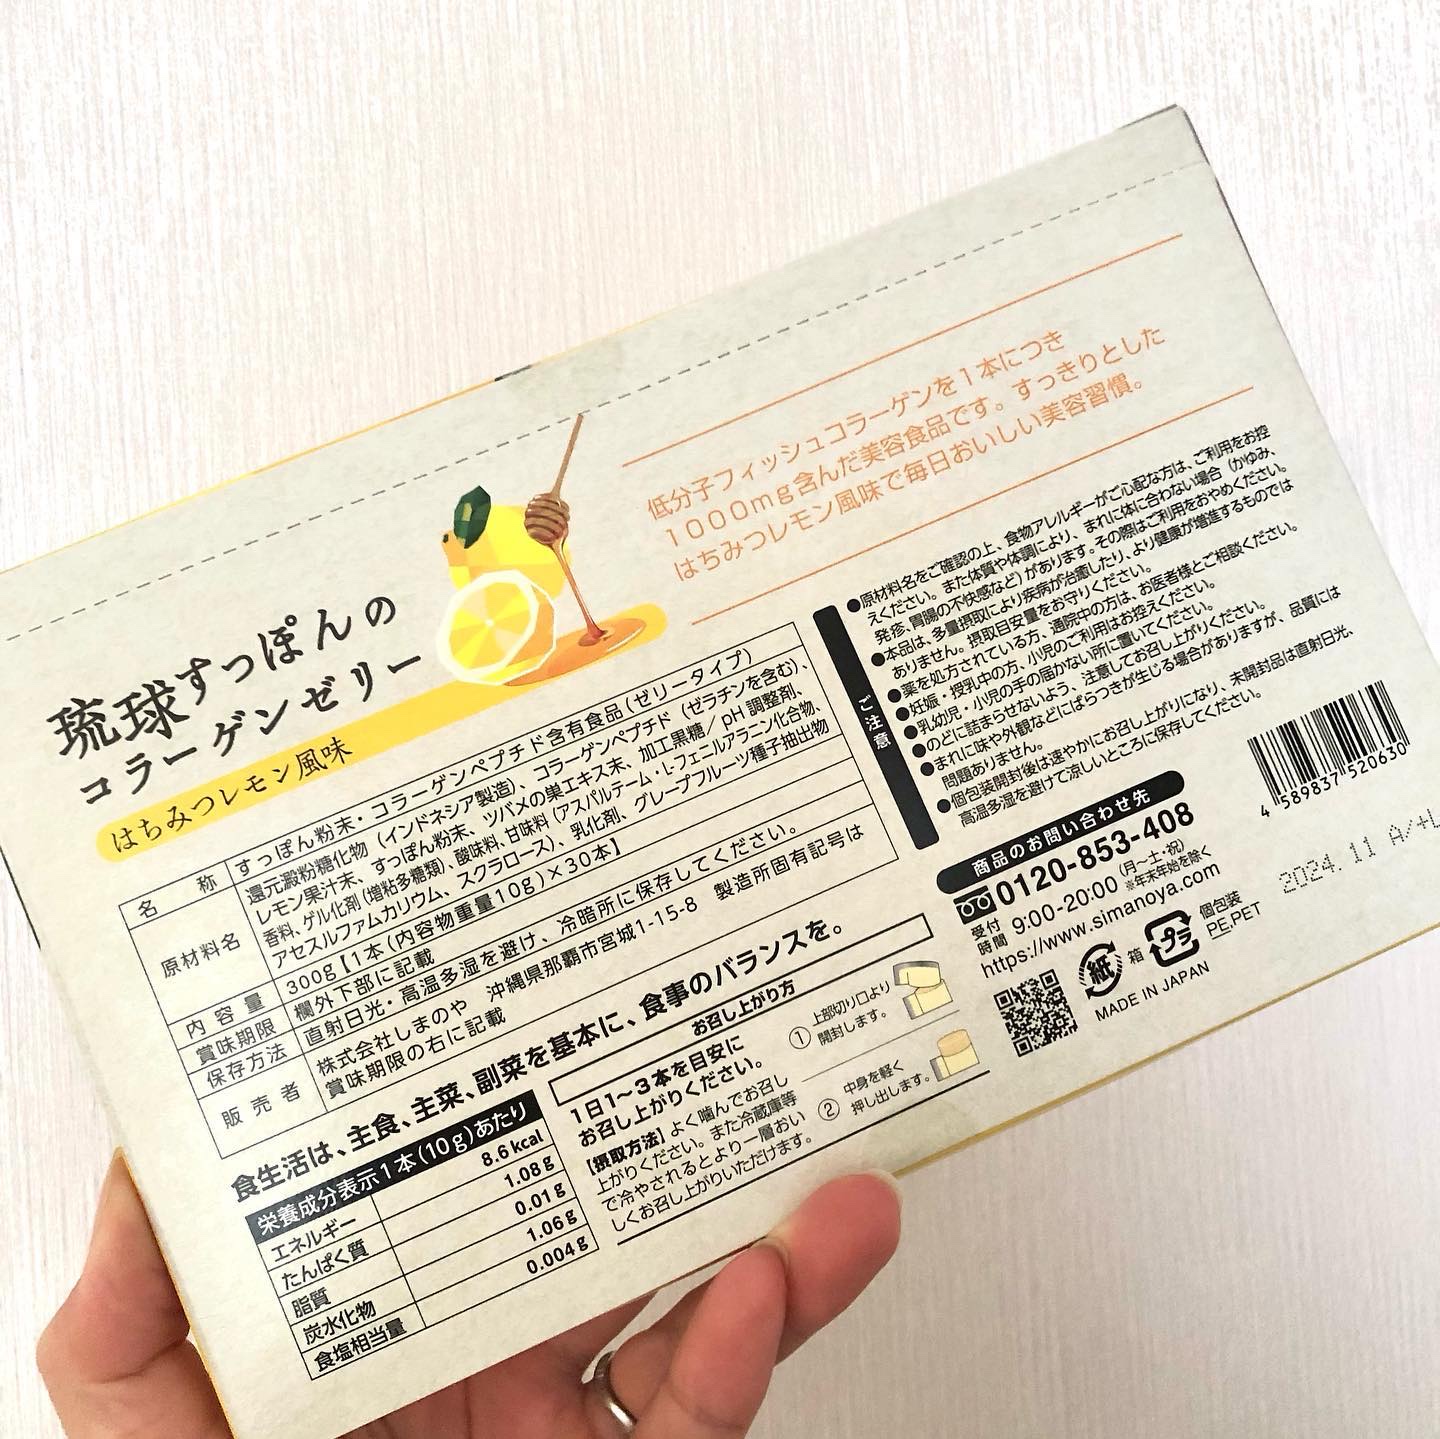 低分子フィッシュコラーゲンを1本につき
1000mg含んだ美容食品です。すっきりとした
はちみつレモン風味で毎日おいしい美容習慣。
琉球すっぽんの
コラーゲンゼリー
はちみつレモン風味
名称 すっぽん粉末・コラーゲンペプチド含有食品(ゼリータイプ)
原材料名 還元澱粉糖化物(インドネシア製造)、コラーゲンペプチド(ゼラチンを含む)、
レモン果汁末、すっぽん粉末、ツバメの巣エキス末、加工黒糖/pH調整剤、
香料、ゲル化剤(増粘多糖類)、酸味料、甘味料(アスパルテーム・L-フェニルアラニン化合物、
アセスルファムカリウム、スクラロース)、乳化剤、グレープフルーツ種子抽出物
内容量 300g【1本(内容物重量10g)×30本】
賞味期限 欄外下部に記載
保存方法 直射日光・高温多湿を避け、冷暗所に保存してください。
販売者 株式会社しまのや 沖縄県那覇市宮城1-15-8 製造所固有記号は
賞味期限の右に記載
食生活は、主食、主菜、副菜を基本に、食事のバランスを。
栄養成分表示1本(10g)あたり
エネルギー 8.6kcal
たんぱく質 1.08g
脂質 0.01g
炭水化物 1.06g
食塩相当量 0.004g
お召し上がり方
1日1〜3本を目安に
お召し上がりください。
【摂取方法】よく噛んでお召し
上がりください。また冷蔵庫等
で冷やされるとより一層おい
しくお召し上がりいただけます。
① 上部切り口より
開封します。
② 中身を軽く
押し出します。
ご注意
●原材料名をご確認の上、食物アレルギーがご心配な方は、ご利用をお控
えください。また体質や体調により、まれに体に合わない場合(かゆみ、
発疹、胃腸の不快感など)があります。その際はご利用をおやめください。
●本品は、多量摂取により疾病が治癒したり、より健康が増進するものでは
ありません。摂取目安量をお守りください。
●薬を処方されている方、通院中の方は、お医者様とご相談ください。
●妊娠・授乳中の方、小児のご利用はお控えください。
●乳幼児・小児の手の届かない所に置いてください。
●のどに詰まらせないよう、注意してお召し上がりください。
●まれに味や外観などにばらつきが生じる場合がありますが、品質には
問題ありません。
●個包装開封後は速やかにお召し上がりになり、未開封品は直射日光、
高温多湿を避けて涼しいところに保存してください。
商品のお問い合わせ先
0120-853-408
受付時間 9:00-20:00 (月〜土・祝) ※年末年始を除く
https://www.simanoya.com
紙 箱
プラ 個包装
PE,PET
MADE IN JAPAN
4 589837 520630
2024.11 A/+L